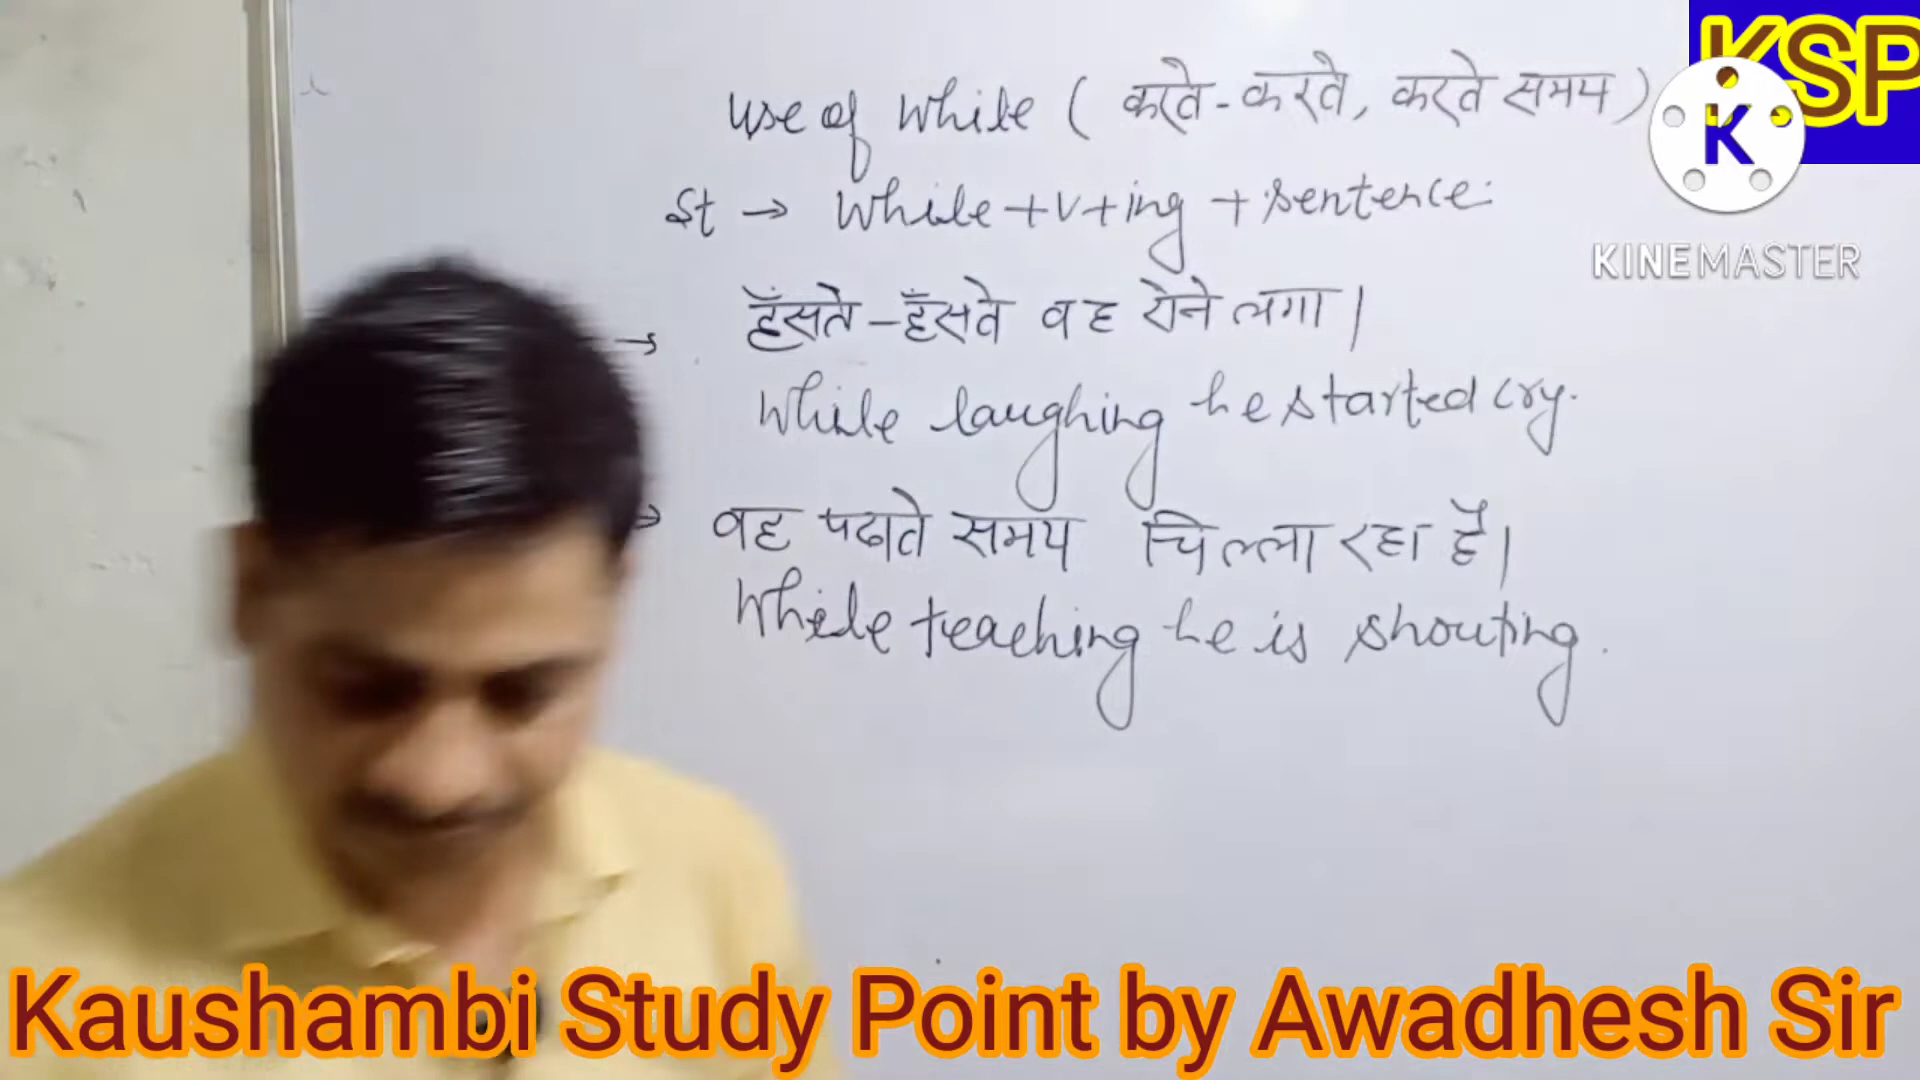 KSP
K
KINEMASTER
use of while ( करते-करते, करते समय )
St → While+v+ing + sentence.
→ हँसते-हँसते वह रोने लगा।
While laughing he started cry.
→ वह पढाते समय चिल्ला रहा है।
While teaching he is shouting.
Kaushambi Study Point by Awadhesh Sir